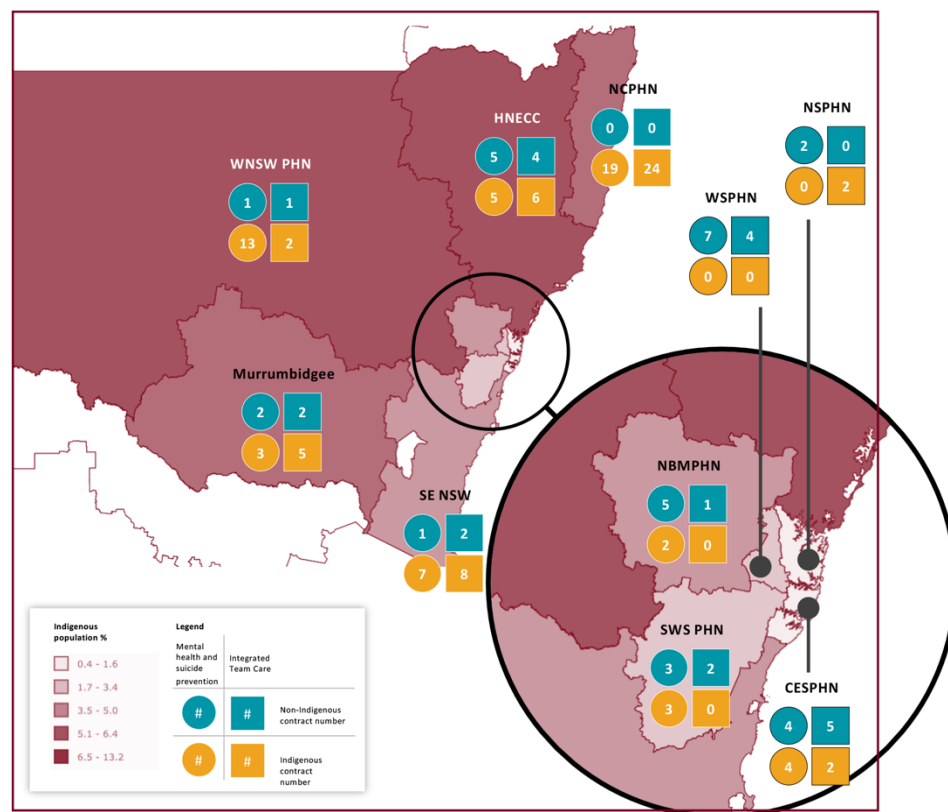 NCPHN
0 0
19 24
NSPHN
2 0
0 2
HNECC
5 4
5 6
WNSW PHN
1 1
13 2
WSPHN
7 4
0 0
Murrumbidgee
2 2
3 5
NBMPHN
5 1
2 0
SE NSW
1 2
7 8
SWS PHN
3 2
3 0
CESPHN
4 5
4 2
Indigenous
population %
0.4 - 1.6
1.7 - 3.4
3.5 - 5.0
5.1 - 6.4
6.5 - 13.2
Legend
Mental
health and
suicide
prevention
Integrated
Team Care
# #
Non-Indigenous
contract number
# #
Indigenous
contract
number